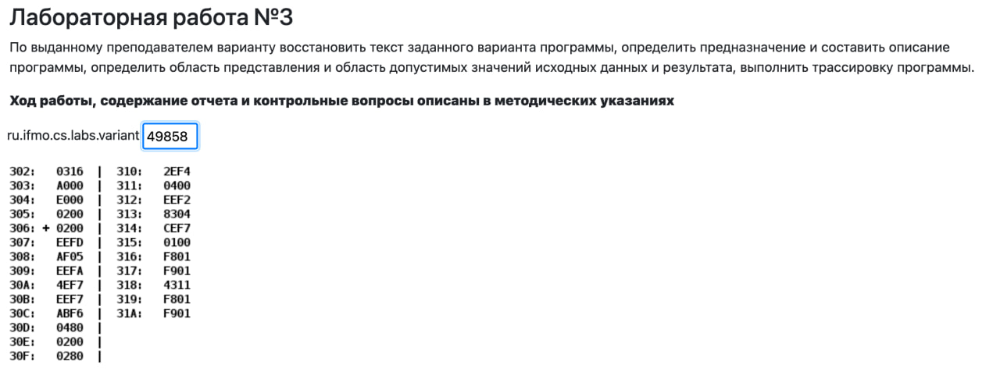 Лабораторная работа №3
По выданному преподавателем варианту восстановить текст заданного варианта программы, определить предназначение и составить описание
программы, определить область представления и область допустимых значений исходных данных и результата, выполнить трассировку программы.
Ход работы, содержание отчета и контрольные вопросы описаны в методических указаниях
ru.ifmo.cs.labs.variant 49858
302: 0316 | 310: 2EF4
303: A000 | 311: 0400
304: E000 | 312: EEF2
305: 0200 | 313: 8304
306: + 0200 | 314: CEF7
307: EEFD | 315: 0100
308: AF05 | 316: F801
309: EEFA | 317: F901
30A: 4EF7 | 318: 4311
30B: EEF7 | 319: F801
30C: ABF6 | 31A: F901
30D: 0480 |
30E: 0200 |
30F: 0280 |